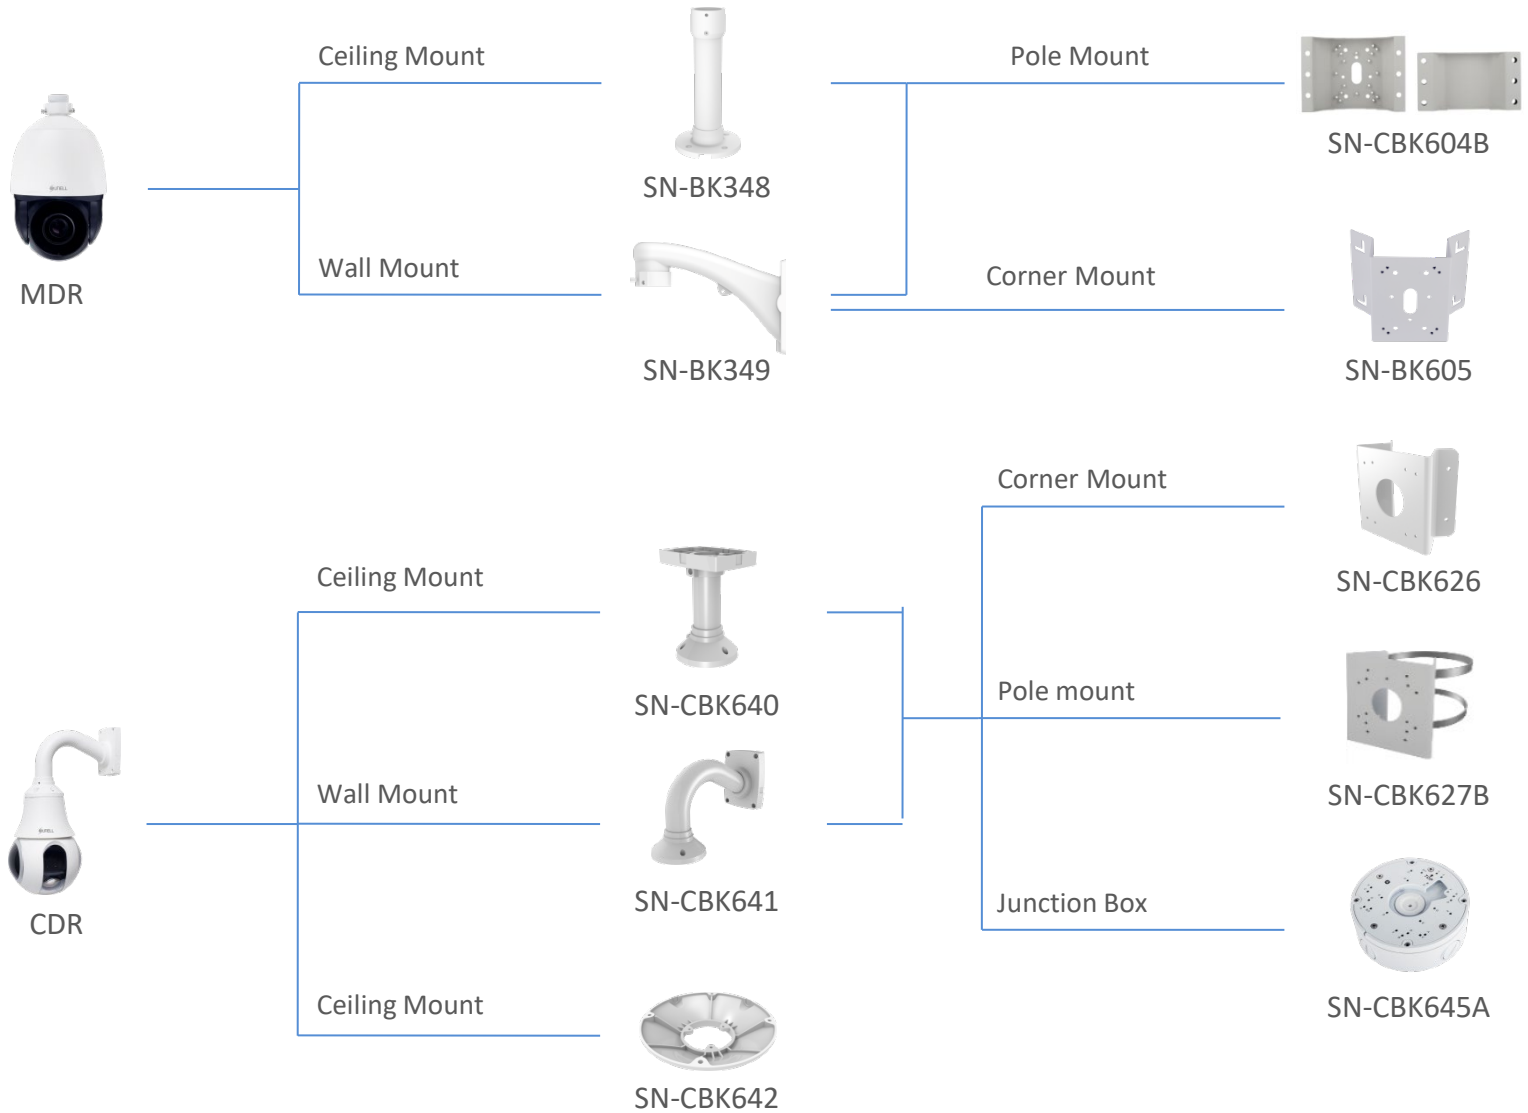 Ceiling Mount
Pole Mount
SN-CBK604B
SN-BK348
MDR
Wall Mount
Corner Mount
SN-BK349
SN-BK605
Corner Mount
SN-CBK626
Ceiling Mount
SN-CBK640
Pole mount
SN-CBK627B
Wall Mount
SN-CBK641
CDR
Junction Box
SN-CBK645A
Ceiling Mount
SN-CBK642